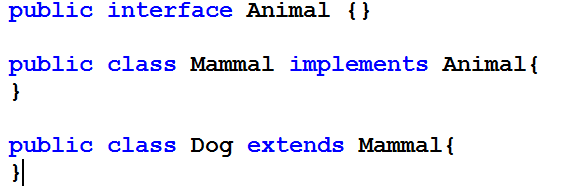 public interface Animal {}
public class Mammal implements Animal{
}
public class Dog extends Mammal{
}